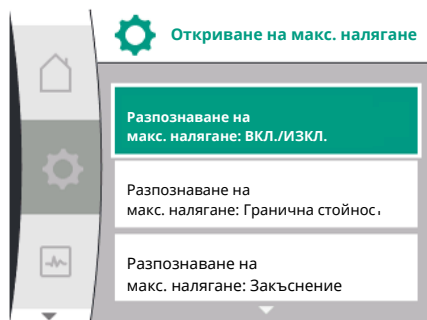 Откриване на макс. налягане
Разпознаване на
макс. налягане: ВКЛ./ИЗКЛ.
Разпознаване на
макс. налягане: Гранична
Разпознаване на
макс. налягане: Закъснение